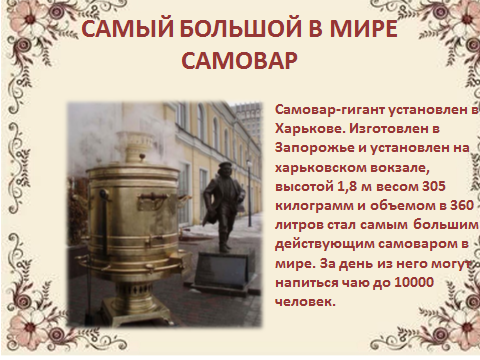 САМЫЙ БОЛЬШОЙ В МИРЕ
САМОВАР
Самовар-гигант установлен в
Харькове. Изготовлен в
Запорожье и установлен на
харьковском вокзале,
высотой 1,8 м весом 305
килограмм и объемом в 360
литров стал самым большим
действующим самоваром в
мире. За день из него могут
напиться чаю до 10000
человек.